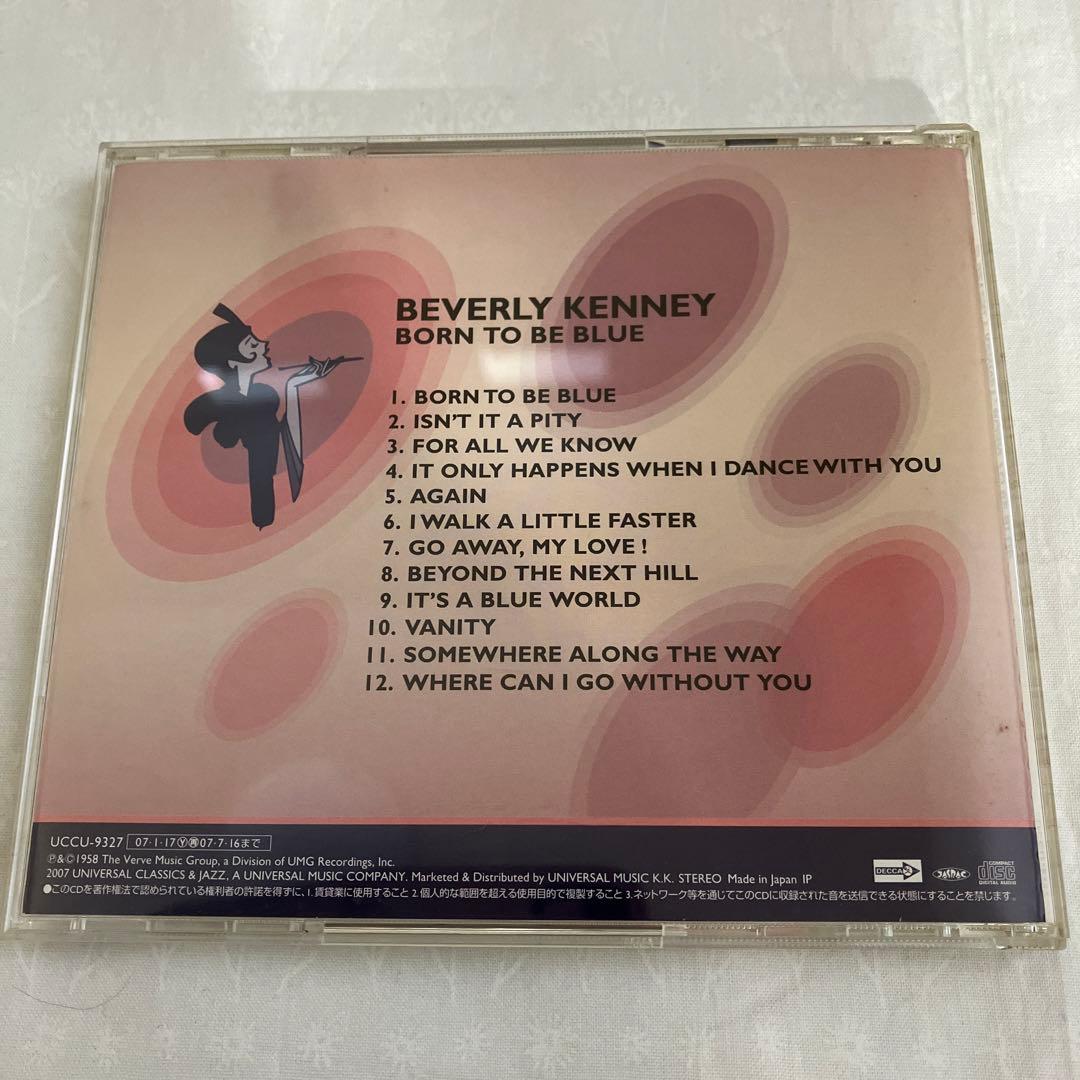 BEVERLY KENNEY
BORN TO BE BLUE
1. BORN TO BE BLUE
2. ISN'T IT A PITY
3. FOR ALL WE KNOW
4. IT ONLY HAPPENS WHEN I DANCE WITH YOU
5. AGAIN
6. I WALK A LITTLE FASTER
7. GO AWAY, MY LOVE !
8. BEYOND THE NEXT HILL
9. IT'S A BLUE WORLD
10. VANITY
11. SOMEWHERE ALONG THE WAY
12. WHERE CAN I GO WITHOUT YOU
UCCU-9327 07·1·17Ⓨ㊖07·7·16まで
Ⓟ&©1958 The Verve Music Group, a Division of UMG Recordings, Inc.
2007 UNIVERSAL CLASSICS & JAZZ, A UNIVERSAL MUSIC COMPANY. Marketed & Distributed by UNIVERSAL MUSIC K.K. STEREO Made in Japan IP
DECCA JASRAC COMPACT disc DIGITAL AUDIO
●このCDを著作権法で認められている権利者の許諾を得ずに、1.賃貸業に使用すること 2.個人的な範囲を超える使用目的で複製すること 3.ネットワーク等を通じてこのCDに収録された音を送信できる状態にすることを禁じます。